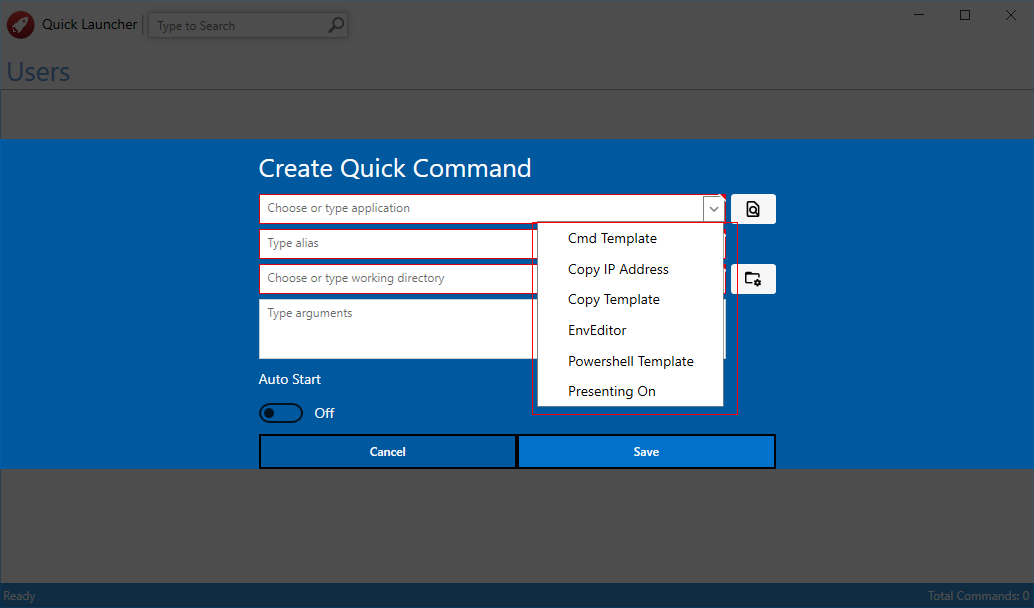 Quick Launcher
Type to Search
Users
Create Quick Command
Choose or type application
Type alias
Choose or type working directory
Type arguments
Cmd Template
Copy IP Address
Copy Template
EnvEditor
Powershell Template
Presenting On
Auto Start
Off
Cancel
Save
Ready
Total Commands: 0